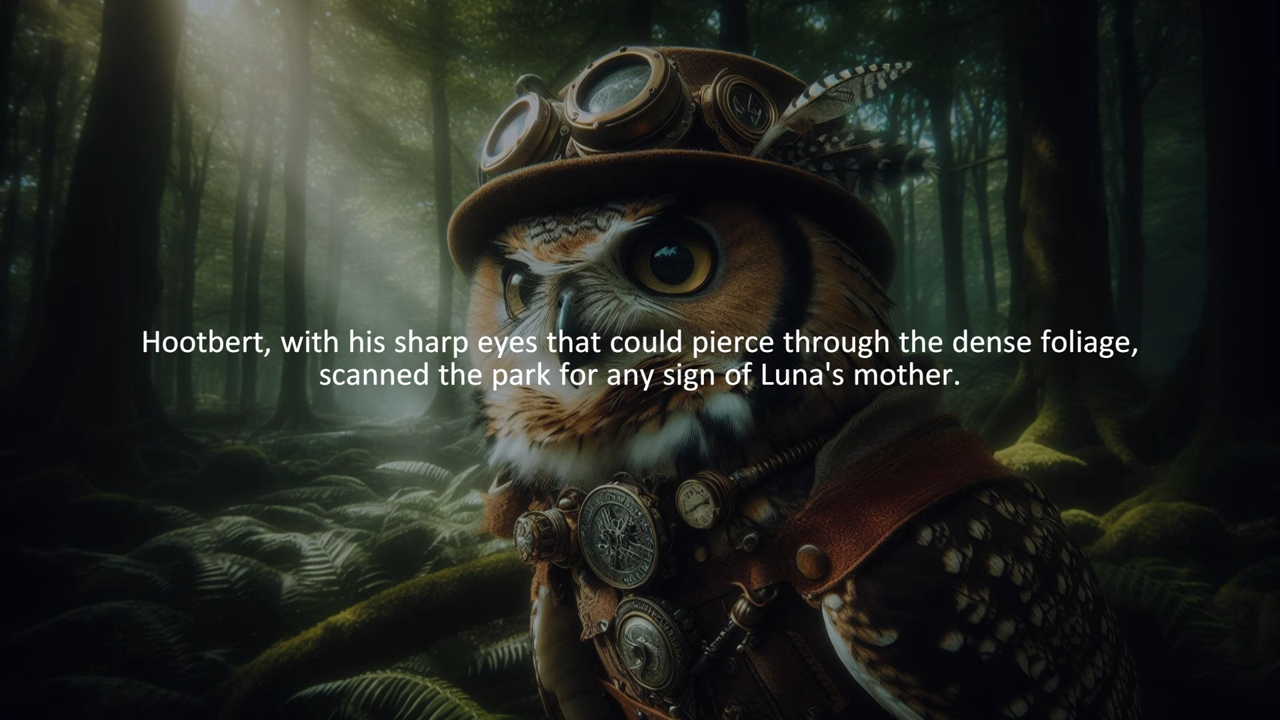 Hootbert, with his sharp eyes that could pierce through the dense foliage,
scanned the park for any sign of Luna's mother.